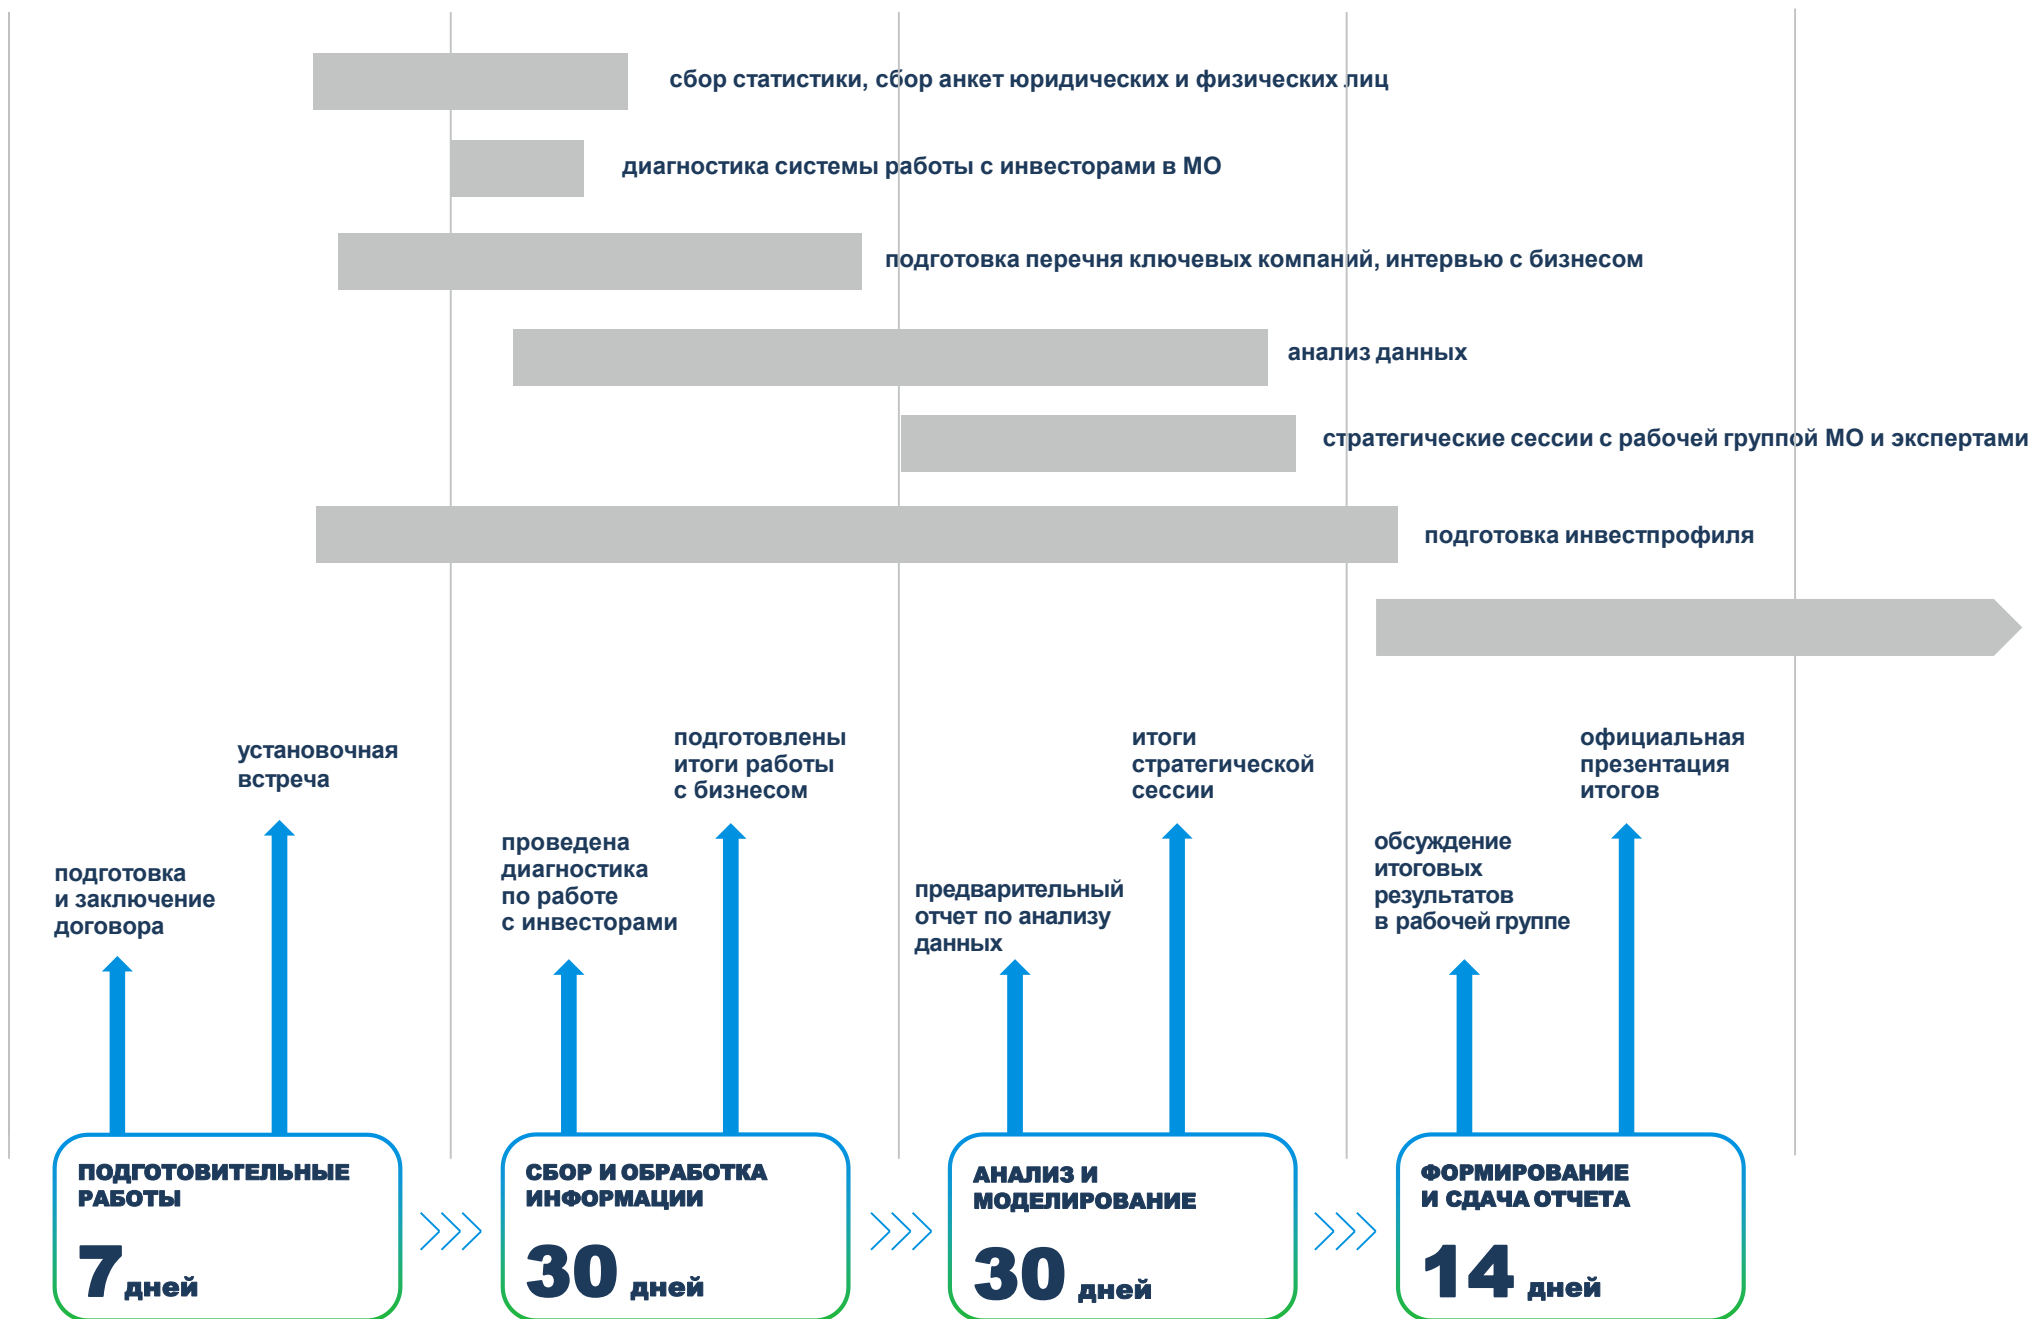 сбор статистики, сбор анкет юридических и физических лиц
диагностика системы работы с инвесторами в МО
подготовка перечня ключевых компаний, интервью с бизнесом
анализ данных
стратегические сессии с рабочей группой МО и экспертами
подготовка инвестпрофиля
подготовка
и заключение
договора
установочная
встреча
проведена
диагностика
по работе
с инвесторами
подготовлены
итоги работы
с бизнесом
предварительный
отчет по анализу
данных
итоги
стратегической
сессии
обсуждение
итоговых
результатов
в рабочей группе
официальная
презентация
итогов
ПОДГОТОВИТЕЛЬНЫЕ
РАБОТЫ
7 дней
СБОР И ОБРАБОТКА
ИНФОРМАЦИИ
30 дней
АНАЛИЗ И
МОДЕЛИРОВАНИЕ
30 дней
ФОРМИРОВАНИЕ
И СДАЧА ОТЧЕТА
14 дней